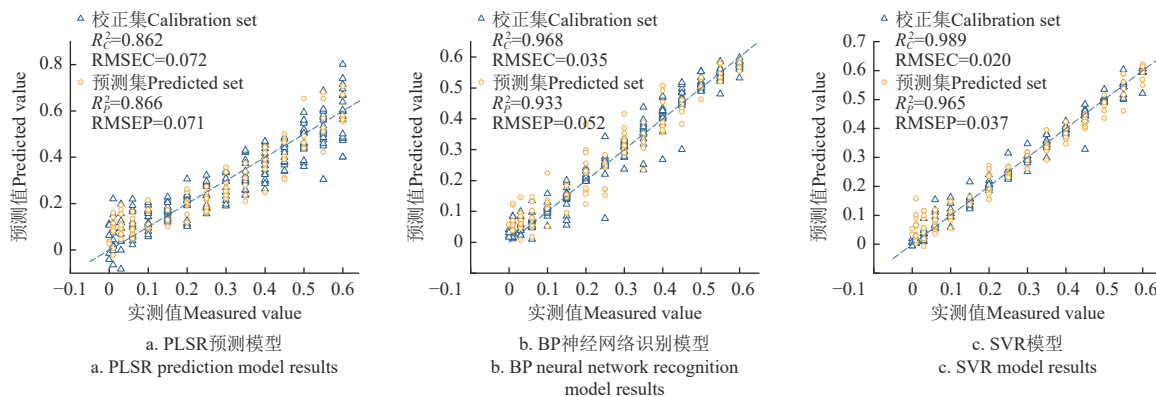 △ 校正集Calibration set
R_C^2=0.862
RMSEC=0.072
○ 预测集Predicted set
R_P^2=0.866
RMSEP=0.071
预测值Predicted value
0.8
0.6
0.4
0.2
0
−0.1 0 0.1 0.2 0.3 0.4 0.5 0.6
实测值Measured value
a. PLSR预测模型
a. PLSR prediction model results
△ 校正集Calibration set
R_C^2=0.968
RMSEC=0.035
○ 预测集Predicted set
R_P^2=0.933
RMSEP=0.052
预测值Predicted value
0.6
0.5
0.4
0.3
0.2
0.1
0
−0.1 0 0.1 0.2 0.3 0.4 0.5 0.6
实测值Measured value
b. BP神经网络识别模型
b. BP neural network recognition
model results
△ 校正集Calibration set
R_C^2=0.989
RMSEC=0.020
○ 预测集Predicted set
R_P^2=0.965
RMSEP=0.037
预测值Predicted value
0.7
0.6
0.5
0.4
0.3
0.2
0.1
0
−0.1 0 0.1 0.2 0.3 0.4 0.5 0.6
实测值Measured value
c. SVR模型
c. SVR model results